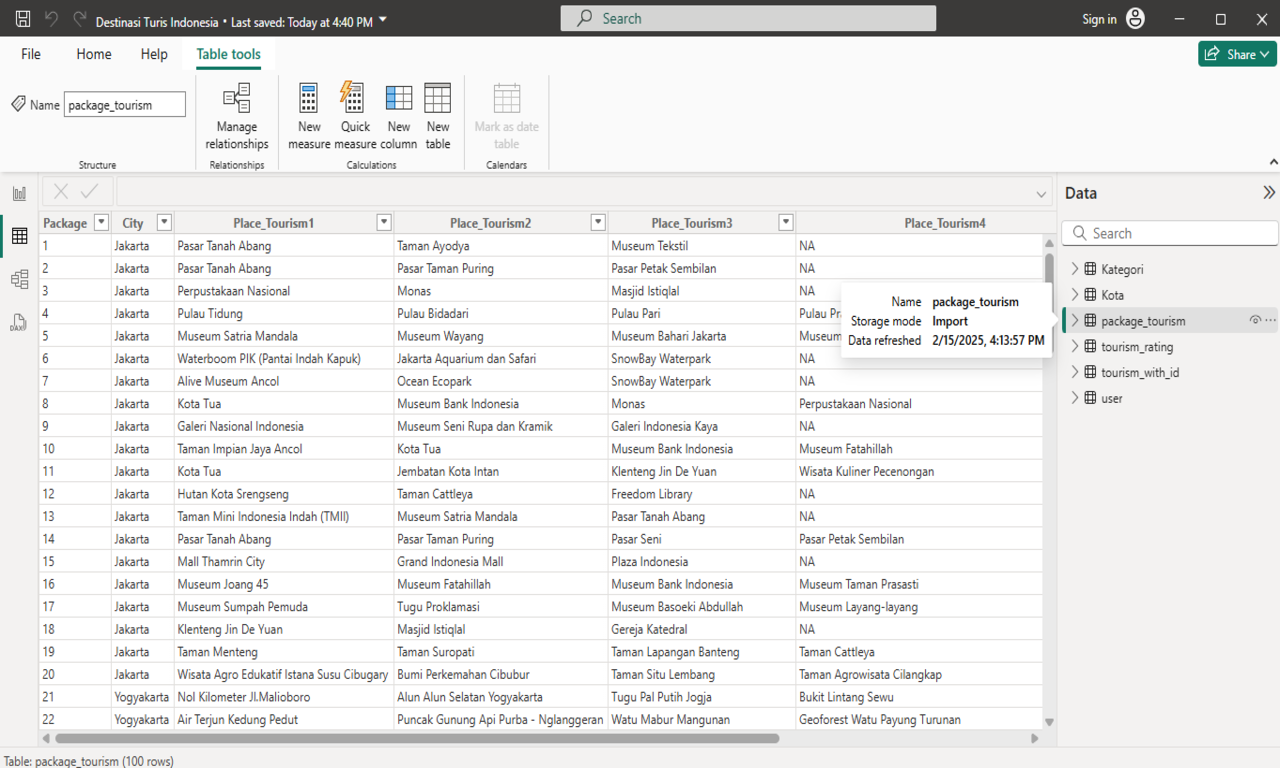 Destinasi Turis Indonesia • Last saved: Today at 4:40 PM
Search
Sign in
File Home Help Table tools
Share
Name package_tourism
Manage relationships
New measure
Quick measure
New column
New table
Mark as date table
Structure Relationships Calculations Calendars
Package City Place_Tourism1 Place_Tourism2 Place_Tourism3 Place_Tourism4
1 Jakarta Pasar Tanah Abang Taman Ayodya Museum Tekstil NA
2 Jakarta Pasar Tanah Abang Pasar Taman Puring Pasar Petak Sembilan NA
3 Jakarta Perpustakaan Nasional Monas Masjid Istiqlal NA
4 Jakarta Pulau Tidung Pulau Bidadari Pulau Pari Pulau
5 Jakarta Museum Satria Mandala Museum Wayang Museum Bahari Jakarta Museum
6 Jakarta Waterboom PIK (Pantai Indah Kapuk) Jakarta Aquarium dan Safari SnowBay Waterpark NA
7 Jakarta Alive Museum Ancol Ocean Ecopark SnowBay Waterpark NA
8 Jakarta Kota Tua Museum Bank Indonesia Monas Perpustakaan Nasional
9 Jakarta Galeri Nasional Indonesia Museum Seni Rupa dan Kramik Galeri Indonesia Kaya NA
10 Jakarta Taman Impian Jaya Ancol Kota Tua Museum Bank Indonesia Museum Fatahillah
11 Jakarta Kota Tua Jembatan Kota Intan Klenteng Jin De Yuan Wisata Kuliner Pecenongan
12 Jakarta Hutan Kota Srengseng Taman Cattleya Freedom Library NA
13 Jakarta Taman Mini Indonesia Indah (TMII) Museum Satria Mandala Pasar Tanah Abang NA
14 Jakarta Pasar Tanah Abang Pasar Taman Puring Pasar Seni Pasar Petak Sembilan
15 Jakarta Mall Thamrin City Grand Indonesia Mall Plaza Indonesia NA
16 Jakarta Museum Joang 45 Museum Fatahillah Museum Bank Indonesia Museum Taman Prasasti
17 Jakarta Museum Sumpah Pemuda Tugu Proklamasi Museum Basoeki Abdullah Museum Layang-layang
18 Jakarta Klenteng Jin De Yuan Masjid Istiqlal Gereja Katedral NA
19 Jakarta Taman Menteng Taman Suropati Taman Lapangan Banteng Taman Cattleya
20 Jakarta Wisata Agro Edukatif Istana Susu Cibugary Bumi Perkemahan Cibubur Taman Situ Lembang Taman Agrowisata Cilangkap
21 Yogyakarta Nol Kilometer Jl.Malioboro Alun Alun Selatan Yogyakarta Tugu Pal Putih Jogja Bukit Lintang Sewu
22 Yogyakarta Air Terjun Kedung Pedut Puncak Gunung Api Purba - Nglanggeran Watu Mabur Mangunan Geoforest Watu Payung Turunan
Name package_tourism
Storage mode Import
Data refreshed 2/15/2025, 4:13:57 PM
Data
Search
Kategori
Kota
package_tourism
tourism_rating
tourism_with_id
user
Table: package_tourism (100 rows)